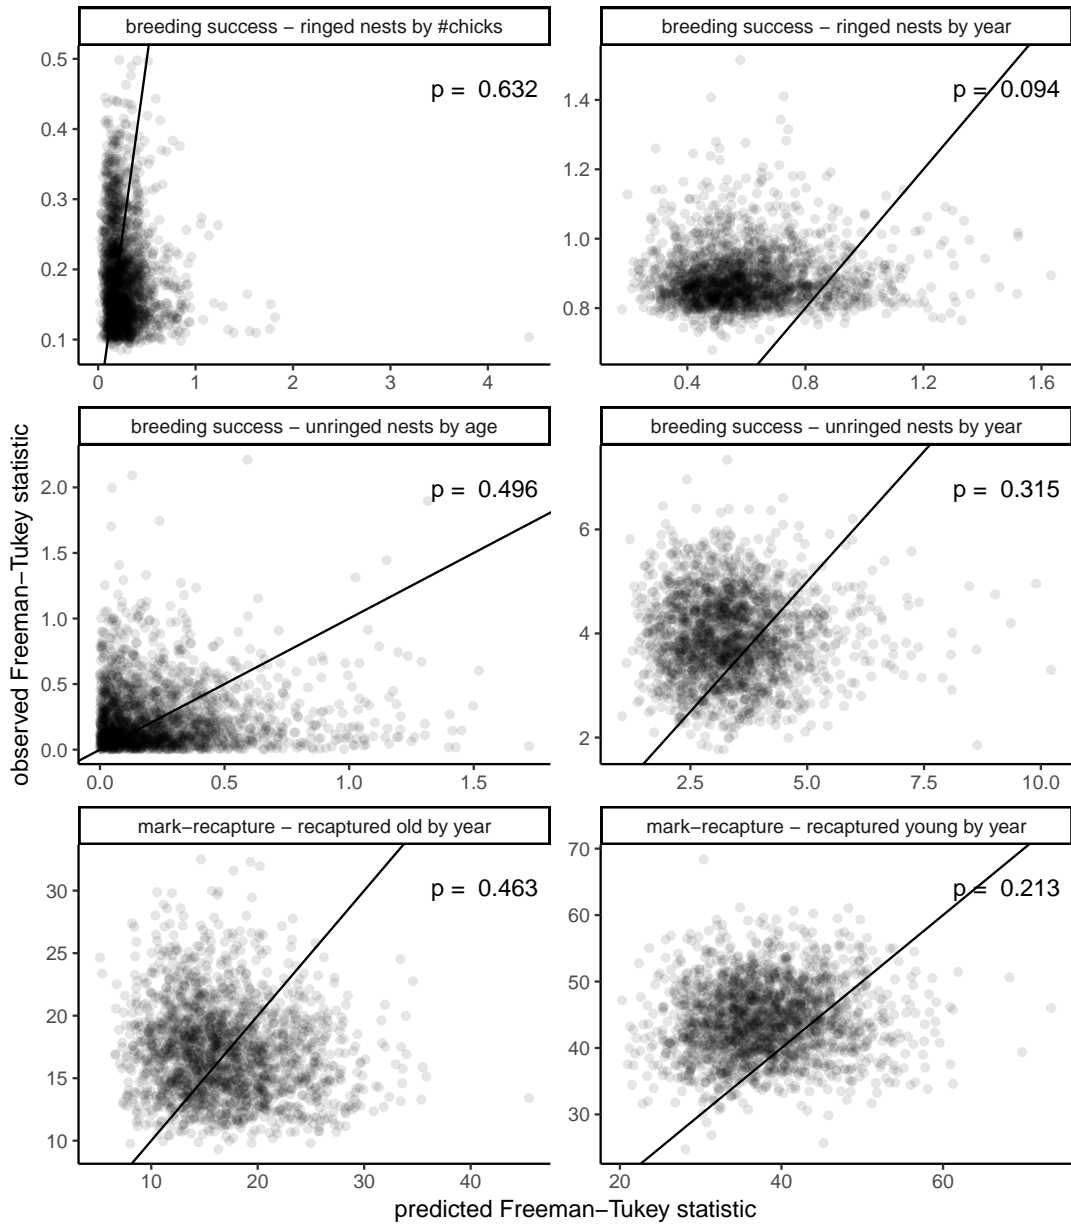 breeding success − ringed nests by #chicks
p = 0.632
0.5
0.4
0.3
0.2
0.1
0 1 2 3 4
breeding success − ringed nests by year
p = 0.094
1.4
1.2
1.0
0.8
0.4 0.8 1.2 1.6
breeding success − unringed nests by age
p = 0.496
2.0
1.5
1.0
0.5
0.0
0.0 0.5 1.0 1.5
breeding success − unringed nests by year
p = 0.315
6
4
2
2.5 5.0 7.5 10.0
mark−recapture − recaptured old by year
p = 0.463
30
25
20
15
10
10 20 30 40
mark−recapture − recaptured young by year
p = 0.213
70
60
50
40
30
20 40 60
observed Freeman−Tukey statistic
predicted Freeman−Tukey statistic